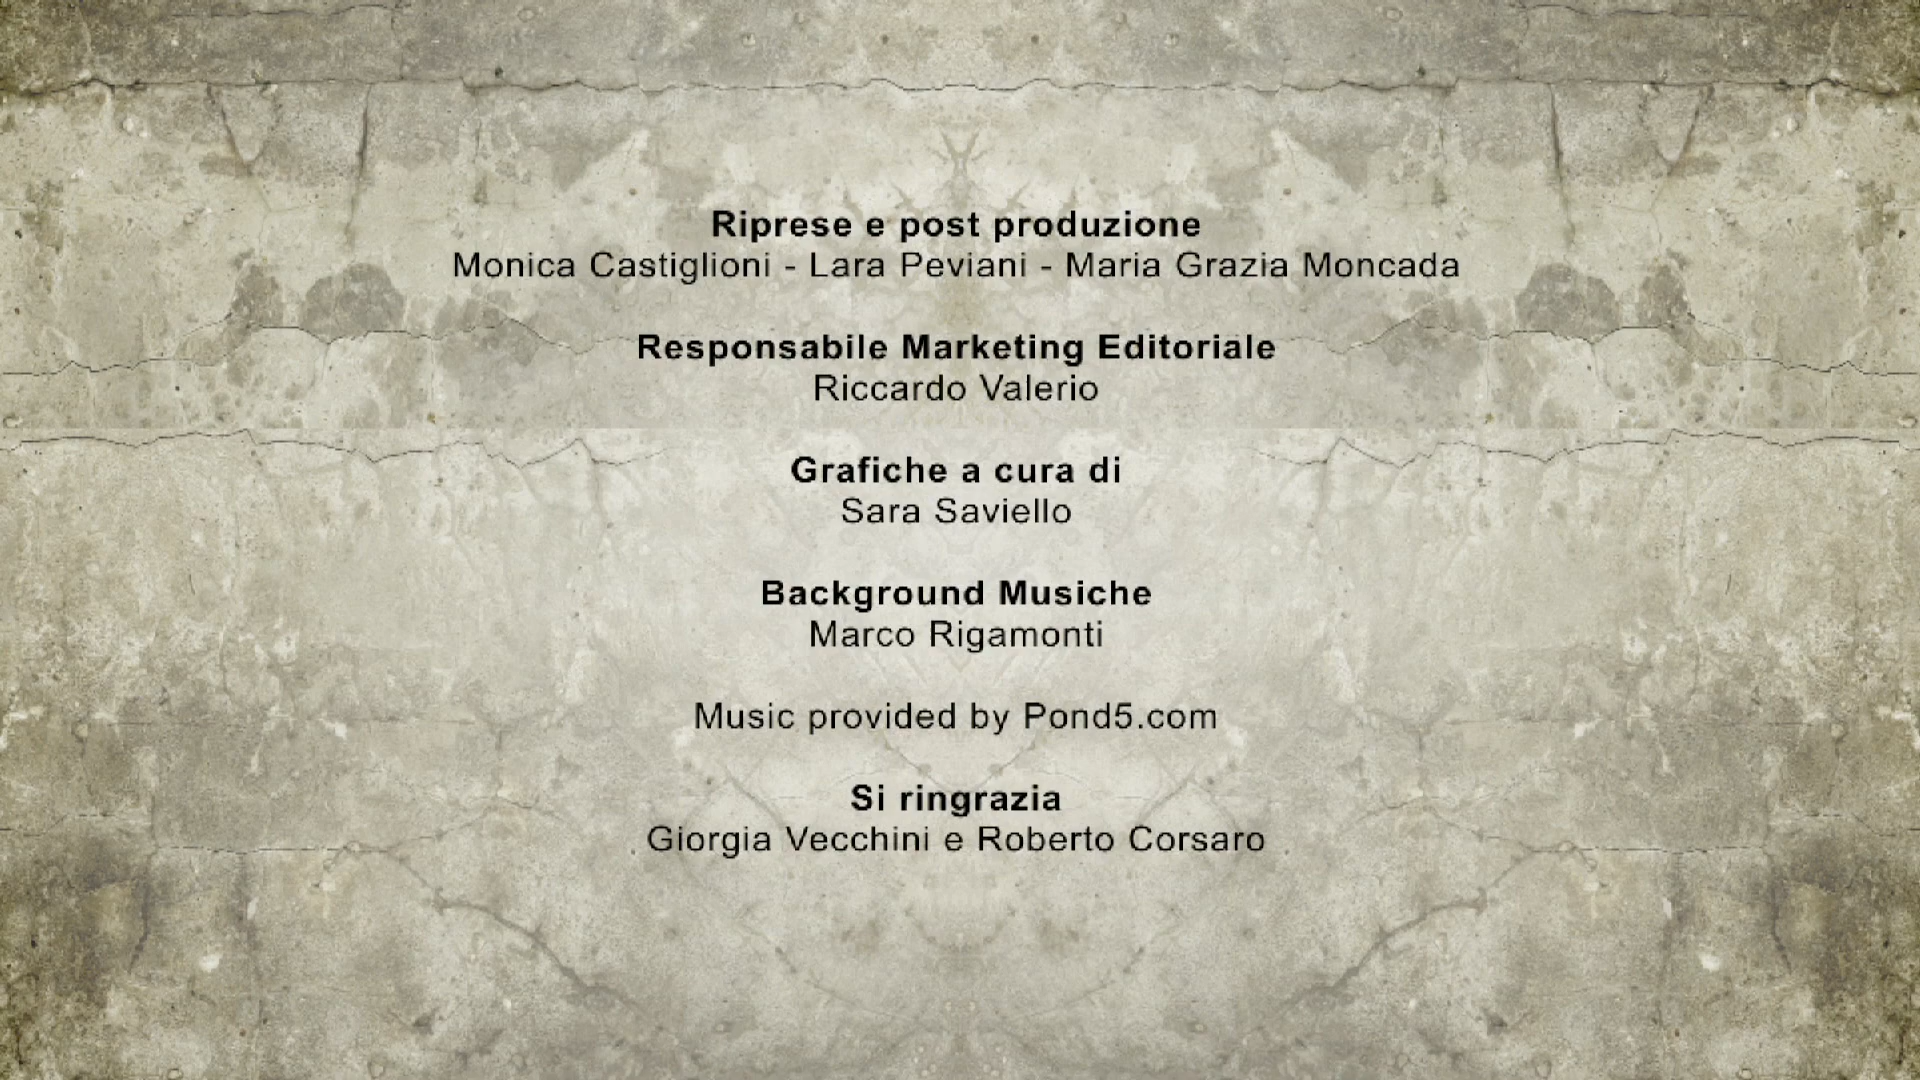 Riprese e post produzione
Monica Castiglioni - Lara Peviani - Maria Grazia Moncada
Responsabile Marketing Editoriale
Riccardo Valerio
Grafiche a cura di
Sara Saviello
Background Musiche
Marco Rigamonti
Music provided by Pond5.com
Si ringrazia
Giorgia Vecchini e Roberto Corsaro